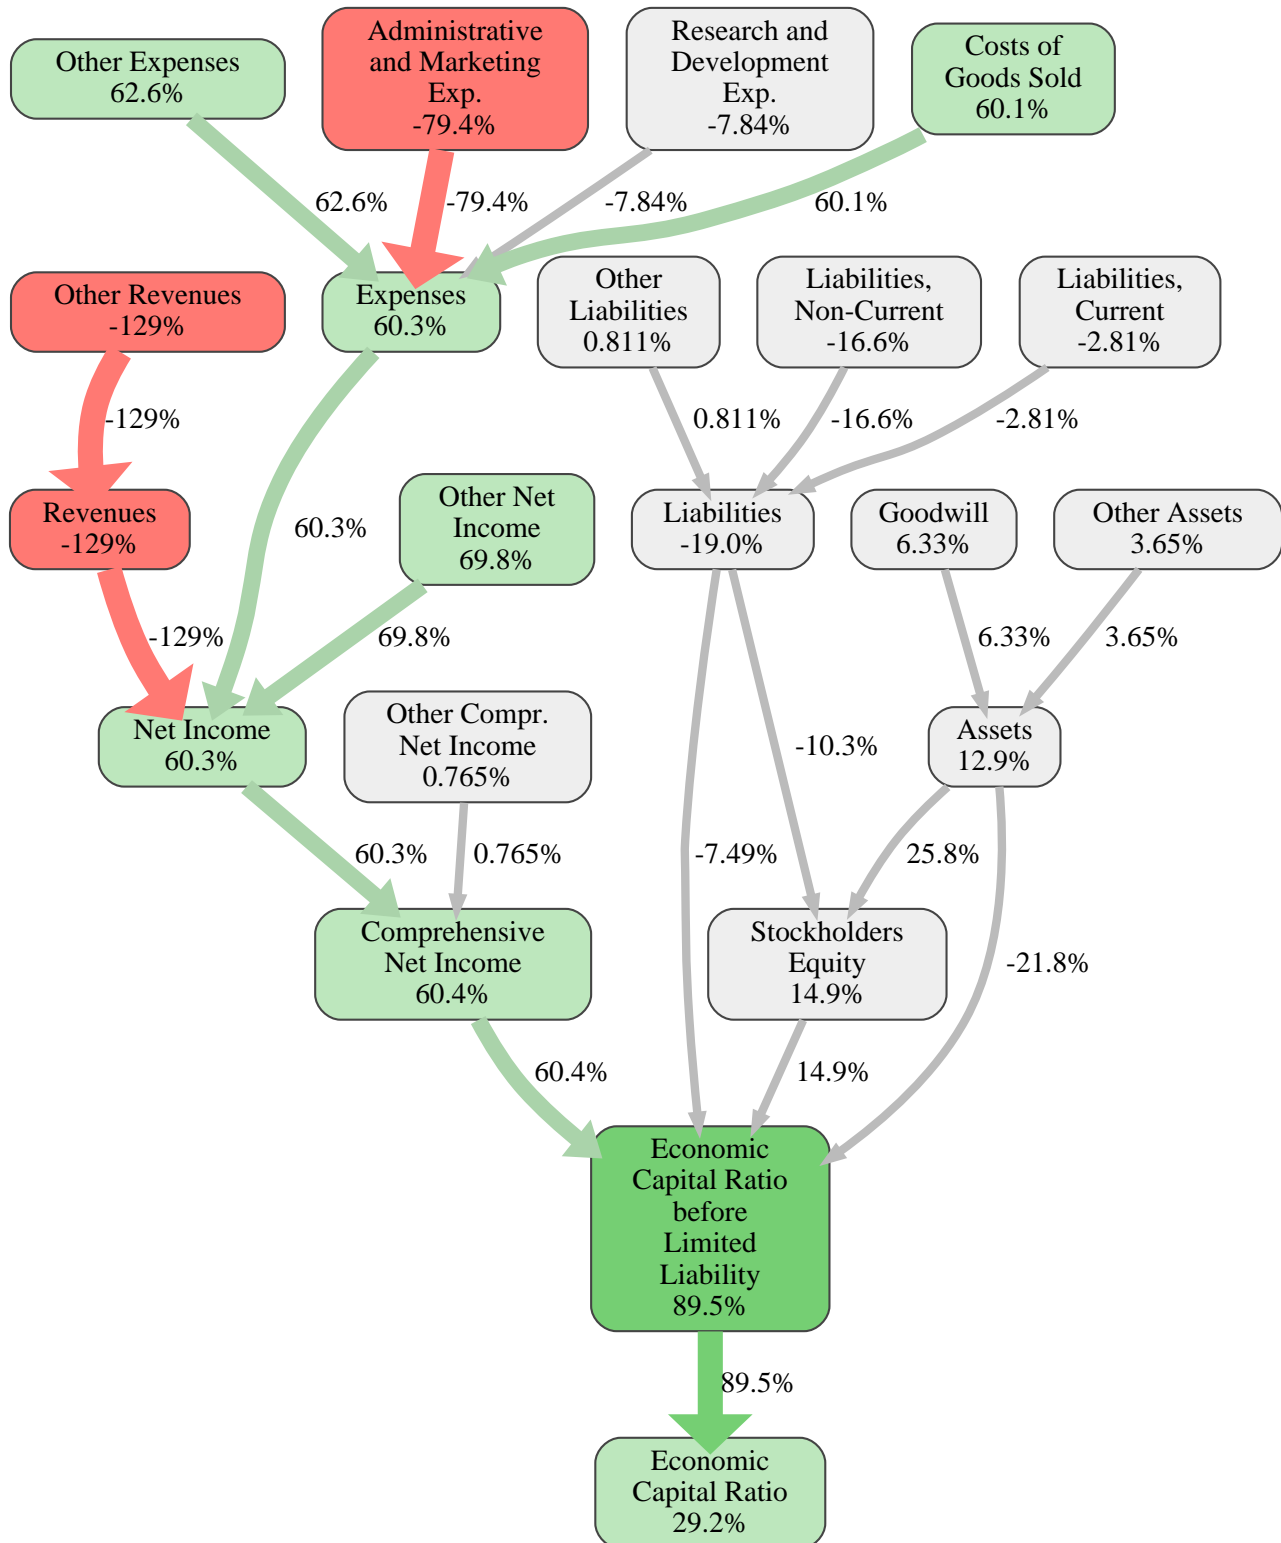 Other Expenses
62.6%
Administrative
and Marketing
Exp.
-79.4%
Research and
Development
Exp.
-7.84%
Costs of
Goods Sold
60.1%
62.6%
-79.4%
-7.84%
60.1%
Other Revenues
-129%
Expenses
60.3%
Other
Liabilities
0.811%
Liabilities,
Non-Current
-16.6%
Liabilities,
Current
-2.81%
-129%
0.811%
-16.6%
-2.81%
Revenues
-129%
60.3%
Other Net
Income
69.8%
Liabilities
-19.0%
Goodwill
6.33%
Other Assets
3.65%
-129%
69.8%
6.33%
3.65%
Net Income
60.3%
Other Compr.
Net Income
0.765%
-10.3%
Assets
12.9%
60.3%
0.765%
-7.49%
25.8%
Comprehensive
Net Income
60.4%
Stockholders
Equity
14.9%
-21.8%
60.4%
14.9%
Economic
Capital Ratio
before
Limited
Liability
89.5%
89.5%
Economic
Capital Ratio
29.2%